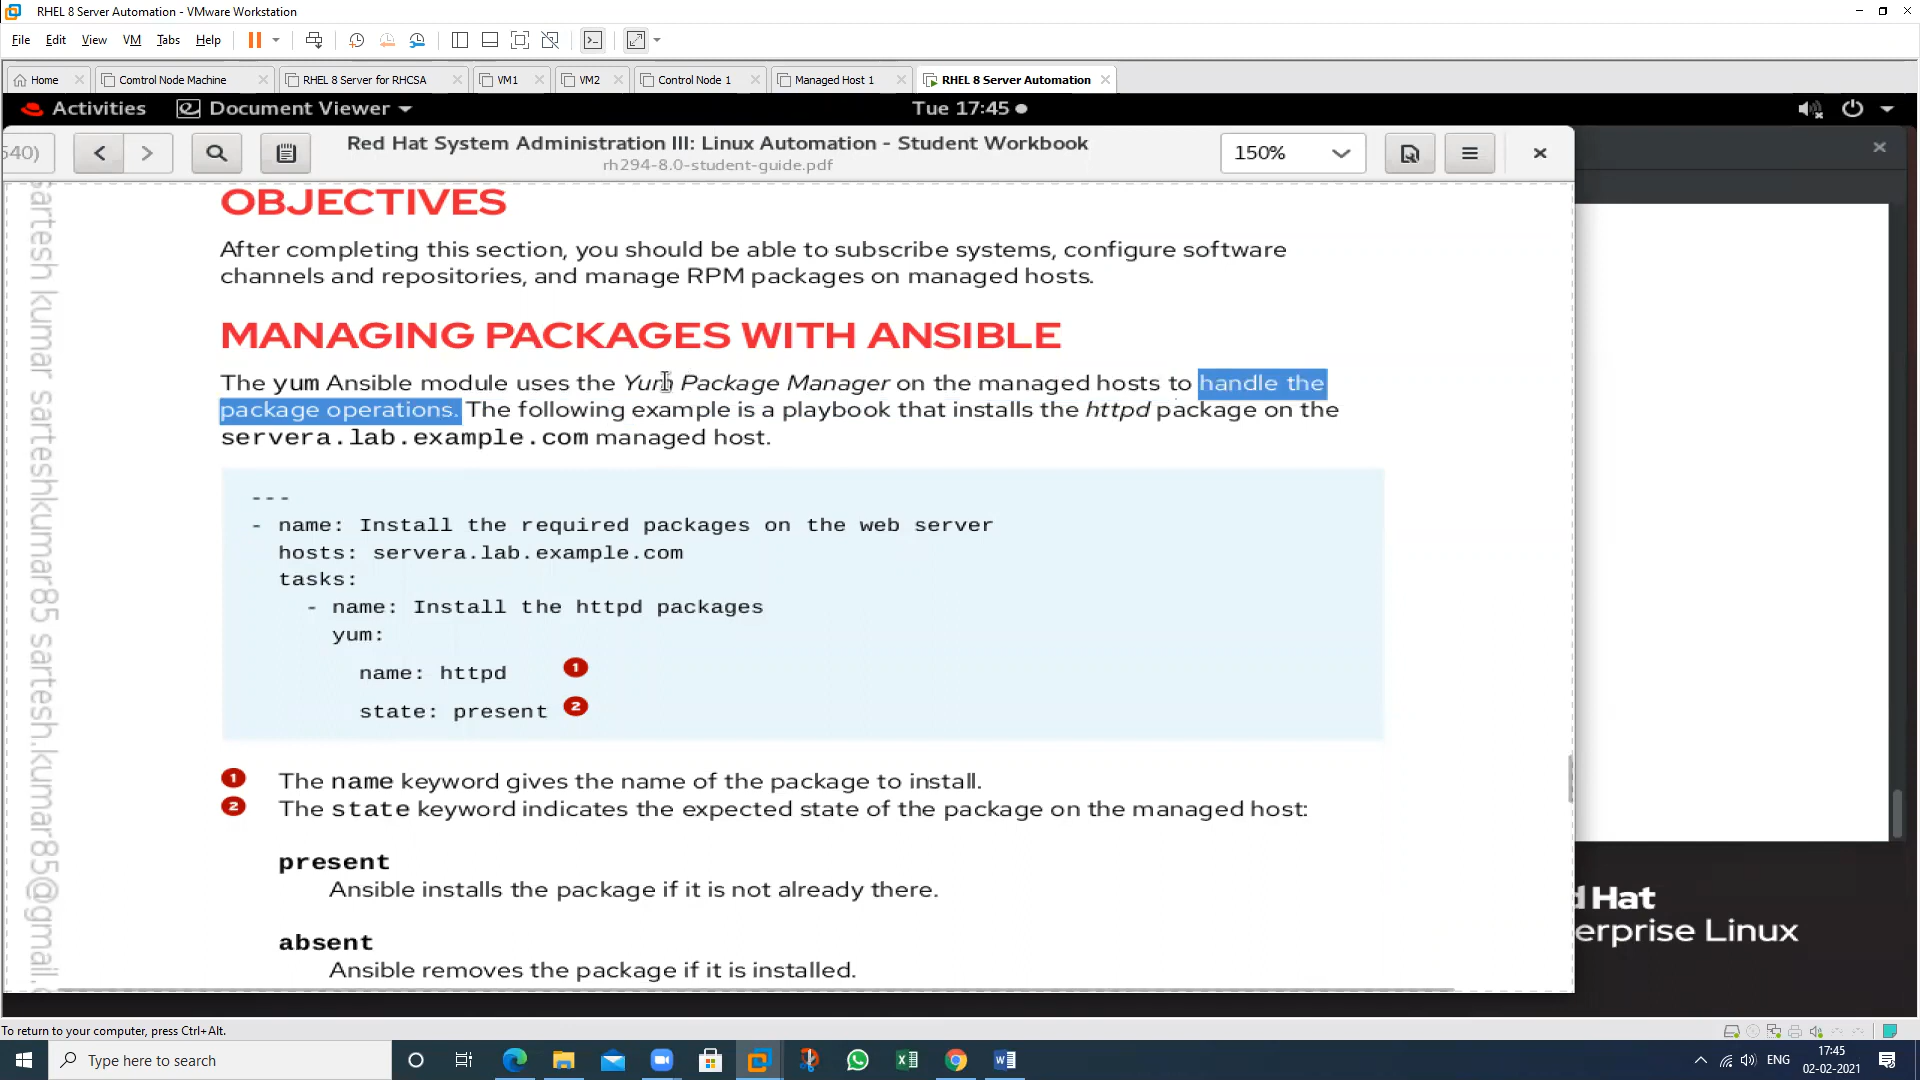 RHEL 8 Server Automation - VMware Workstation
File Edit View VM Tabs Help
Home Comtrol Node Machine RHEL 8 Server for RHCSA VM1 VM2 Control Node 1 Managed Host 1 RHEL 8 Server Automation
Activities Document Viewer Tue 17:45
540) Red Hat System Administration III: Linux Automation - Student Workbook 150%
rh294-8.0-student-guide.pdf
OBJECTIVES
After completing this section, you should be able to subscribe systems, configure software
channels and repositories, and manage RPM packages on managed hosts.
MANAGING PACKAGES WITH ANSIBLE
The yum Ansible module uses the Yum Package Manager on the managed hosts to handle the
package operations. The following example is a playbook that installs the httpd package on the
servera.lab.example.com managed host.
---
- name: Install the required packages on the web server
hosts: servera.lab.example.com
tasks:
- name: Install the httpd packages
yum:
name: httpd 1
state: present 2
1 The name keyword gives the name of the package to install.
2 The state keyword indicates the expected state of the package on the managed host:
present
Ansible installs the package if it is not already there.
absent
Ansible removes the package if it is installed.
sartesh kumar sarteshkumar85 sartesh.kumar85@gmail.
d Hat
erprise Linux
To return to your computer, press Ctrl+Alt.
Type here to search
ENG 17:45
02-02-2021